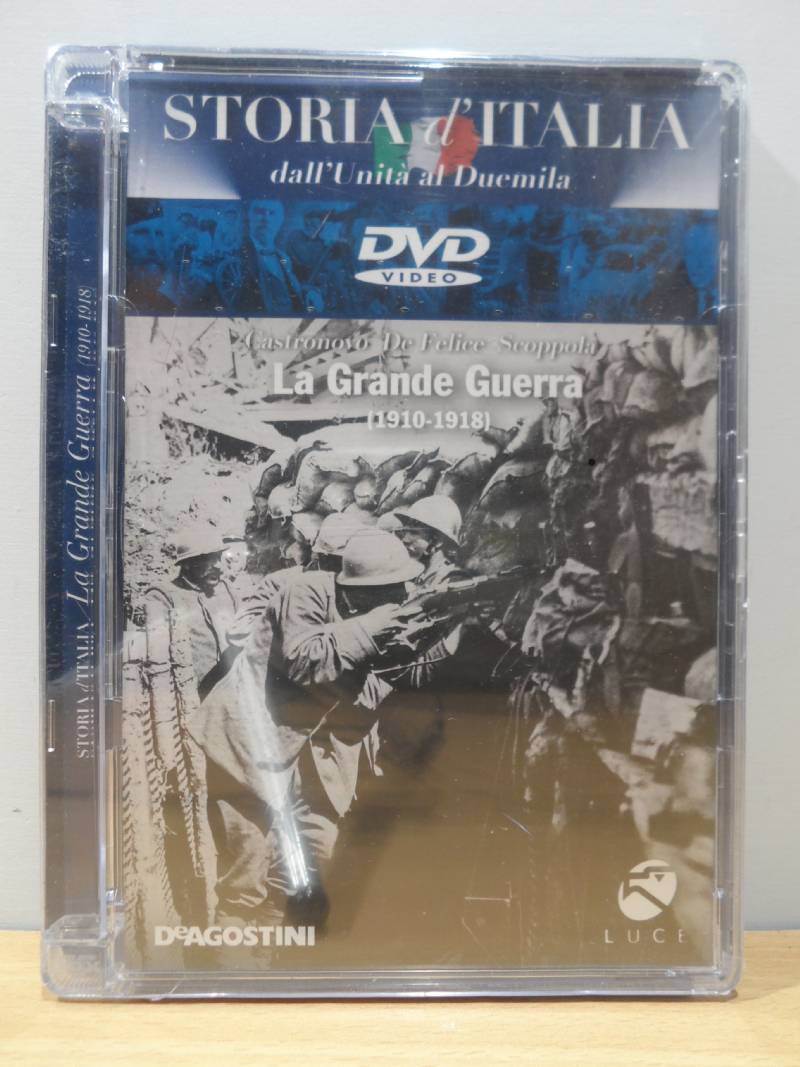 STORIA d'ITALIA
dall'Unità al Duemila
DVD
VIDEO
Castronovo De Felice Scoppola
La Grande Guerra
(1910-1918)
DeAGOSTINI
LUCE
STORIA d'ITALIA La Grande Guerra (1910-1918)